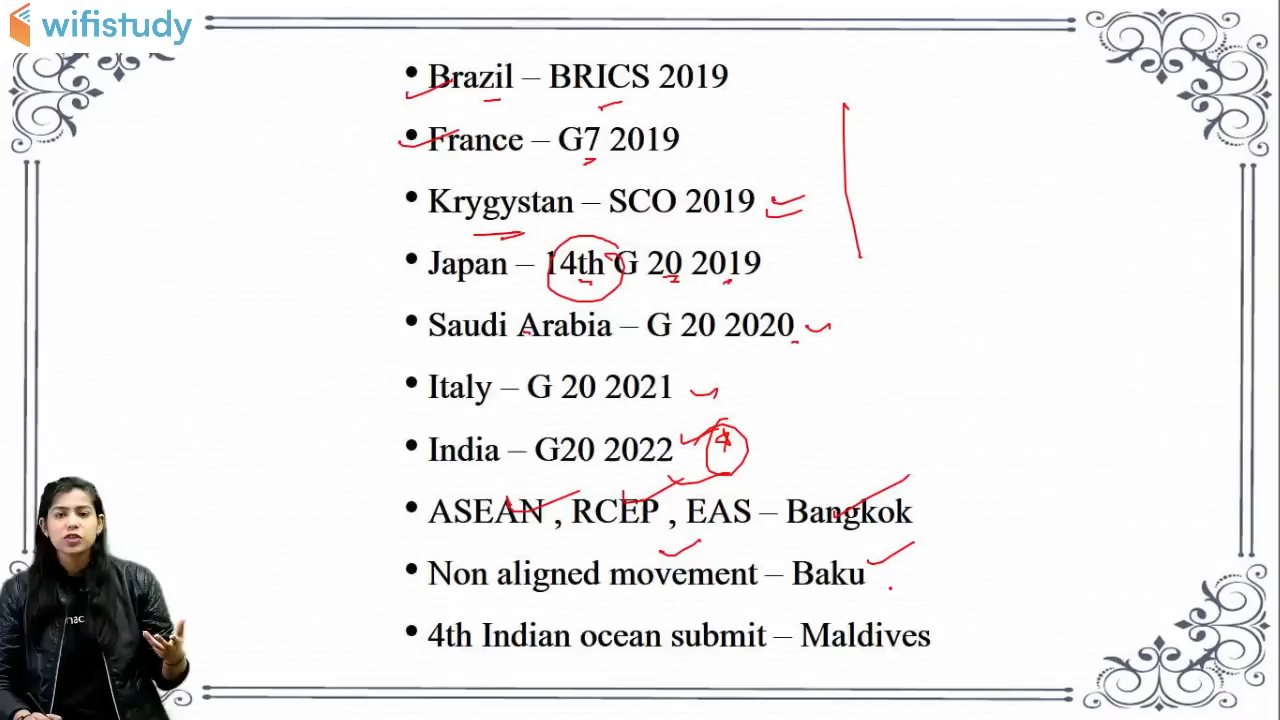 wifistudy
• Brazil – BRICS 2019
• France – G7 2019
• Krygystan – SCO 2019
• Japan – 14th G 20 2019
• Saudi Arabia – G 20 2020
• Italy – G 20 2021
• India – G20 2022
• ASEAN , RCEP , EAS – Bangkok
• Non aligned movement – Baku
• 4th Indian ocean submit – Maldives